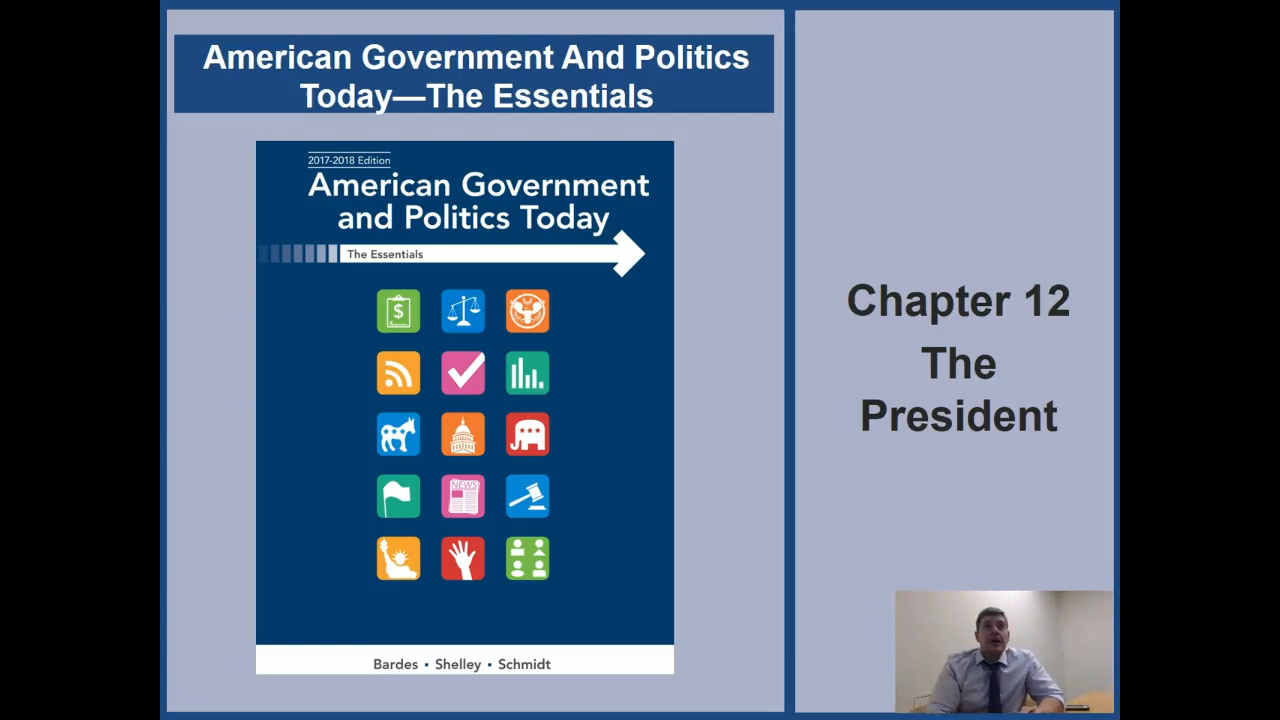 American Government And Politics
Today—The Essentials
2017-2018 Edition
American Government
and Politics Today
The Essentials
$
NEWS
Bardes • Shelley • Schmidt
Chapter 12
The
President